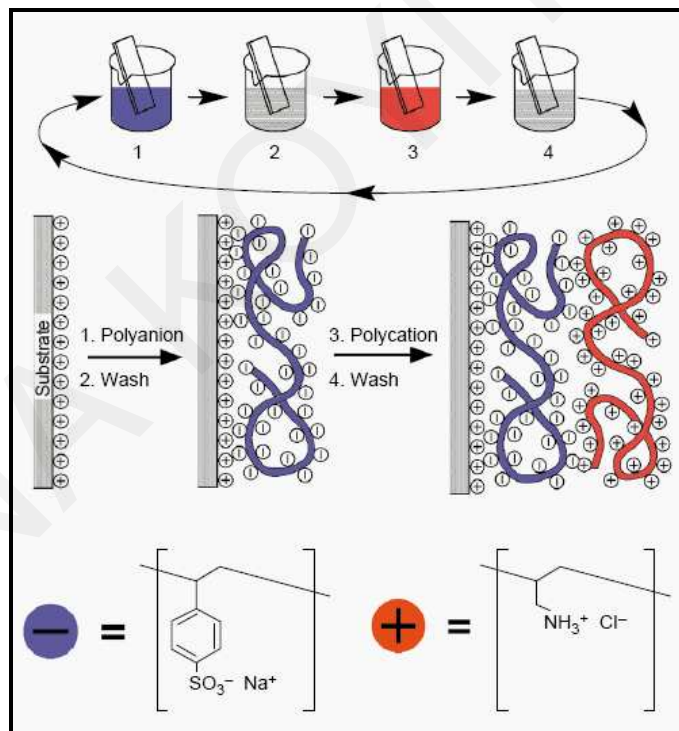 1 2 3 4
Substrate
1. Polyanion
2. Wash
3. Polycation
4. Wash
− = SO₃⁻ Na⁺
+ = NH₃⁺ Cl⁻